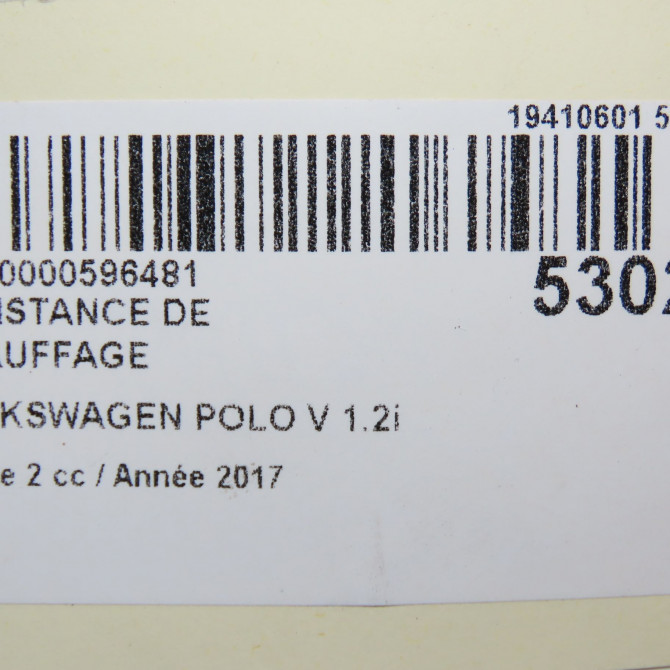 19410601 5
0000596481
5302
ISTANCE DE
AUFFAGE
KSWAGEN POLO V 1.2i
e 2 cc / Année 2017